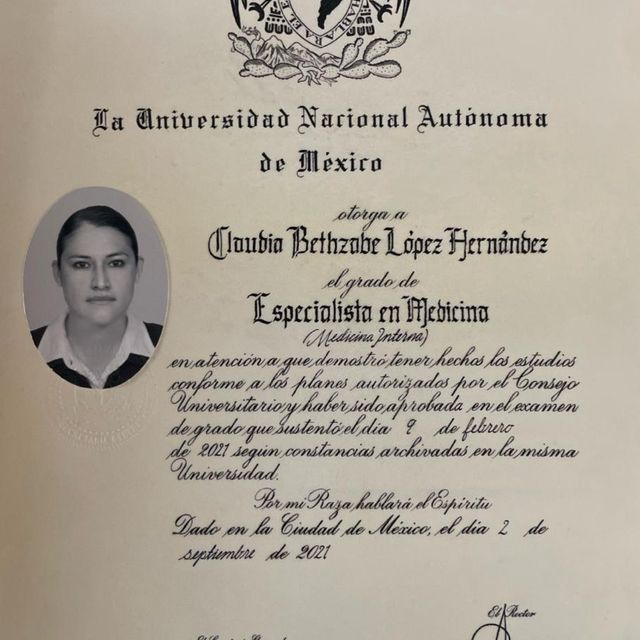 HABLARA EL E
La Universidad Nacional Autónoma
de México
otorga a
Claudia Bethzabe López Hernández
el grado de
Especialista en Medicina
(Medicina Interna)
en atención a que demostró tener hechos los estudios
conforme a los planes autorizados por el Consejo
Universitario y haber sido aprobada en el examen
de grado que sustentó el día 9 de febrero
de 2021 según constancias archivadas en la misma
Universidad.
Por mi Raza hablará el Espíritu
Dado en la Ciudad de México, el día 2 de
septiembre de 2021
El Rector